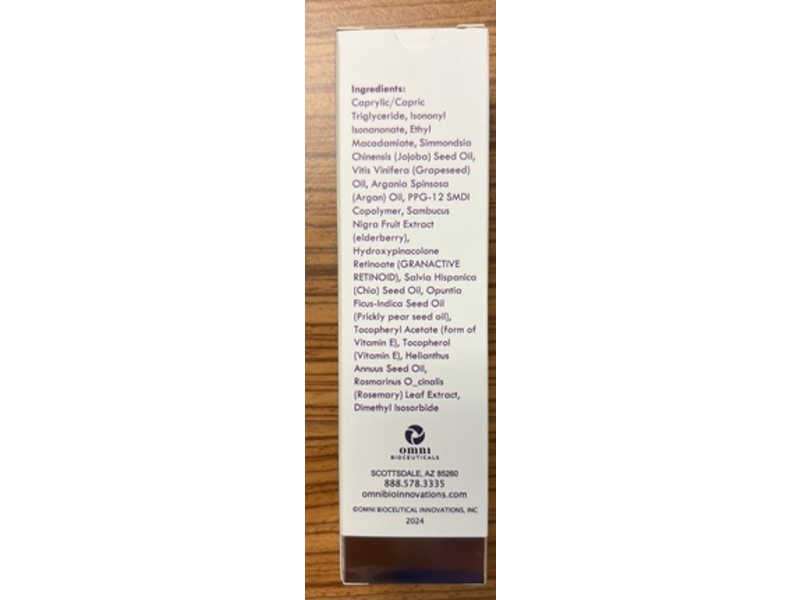 Ingredients:
Caprylic/Capric
Triglyceride, Isononyl
Isonanonate, Ethyl
Macadamiate, Simmondsia
Chinensis (Jojoba) Seed Oil,
Vitis Vinifera (Grapeseed)
Oil, Argania Spinsosa
(Argan) Oil, PPG-12 SMDI
Copolymer, Sambucus
Nigra Fruit Extract
(elderberry),
Hydroxypinacolone
Retinoate (GRANACTIVE
RETINOID), Salvia Hispanica
(Chia) Seed Oil, Opuntia
Ficus-Indica Seed Oil
(Prickly pear seed oil),
Tocopheryl Acetate (form of
Vitamin E), Tocopherol
(Vitamin E), Helianthus
Annuus Seed Oil,
Rosmarinus O_cinalis
(Rosemary) Leaf Extract,
Dimethyl Isosorbide
omni
BIOCEUTICALS
SCOTTSDALE, AZ 85260
888.578.3335
omnibioinnovations.com
©OMNI BIOCEUTICAL INNOVATIONS, INC
2024